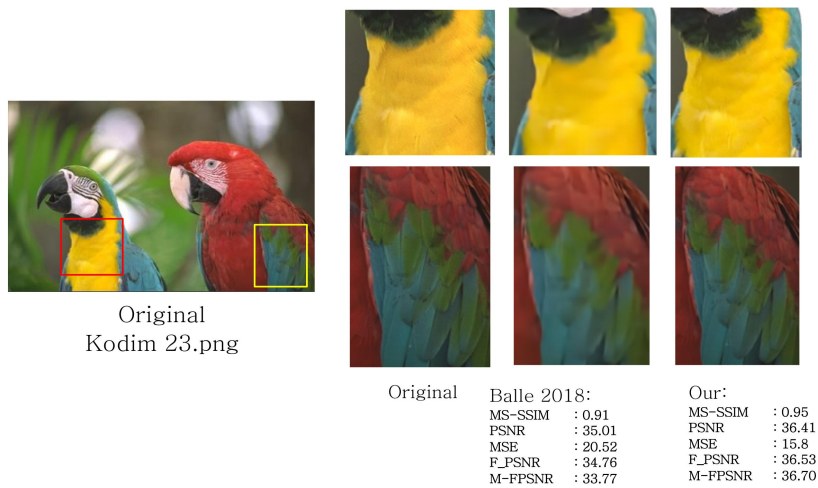 Original
Kodim 23.png
Original
Balle 2018:
MS-SSIM : 0.91
PSNR : 35.01
MSE : 20.52
F_PSNR : 34.76
M-FPSNR : 33.77
Our:
MS-SSIM : 0.95
PSNR : 36.41
MSE : 15.8
F_PSNR : 36.53
M-FPSNR : 36.70